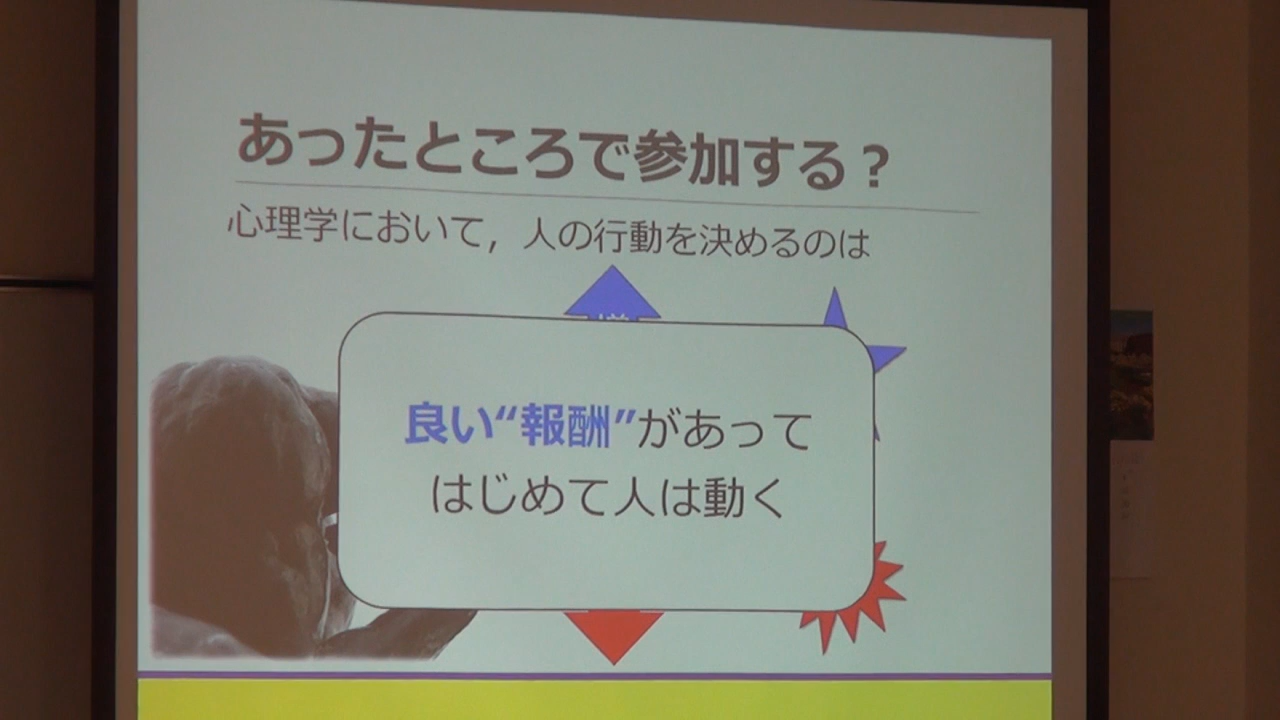 あったところで参加する？
心理学において，人の行動を決めるのは
良い“報酬”があって
はじめて人は動く